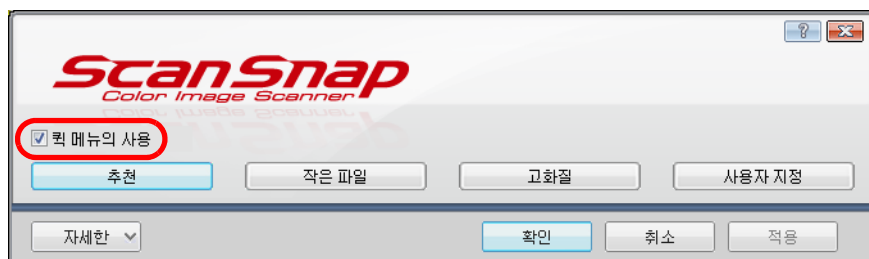 ScanSnap
Color Image Scanner
퀵 메뉴의 사용
추천 작은 파일 고화질 사용자 지정
자세한 확인 취소 적용